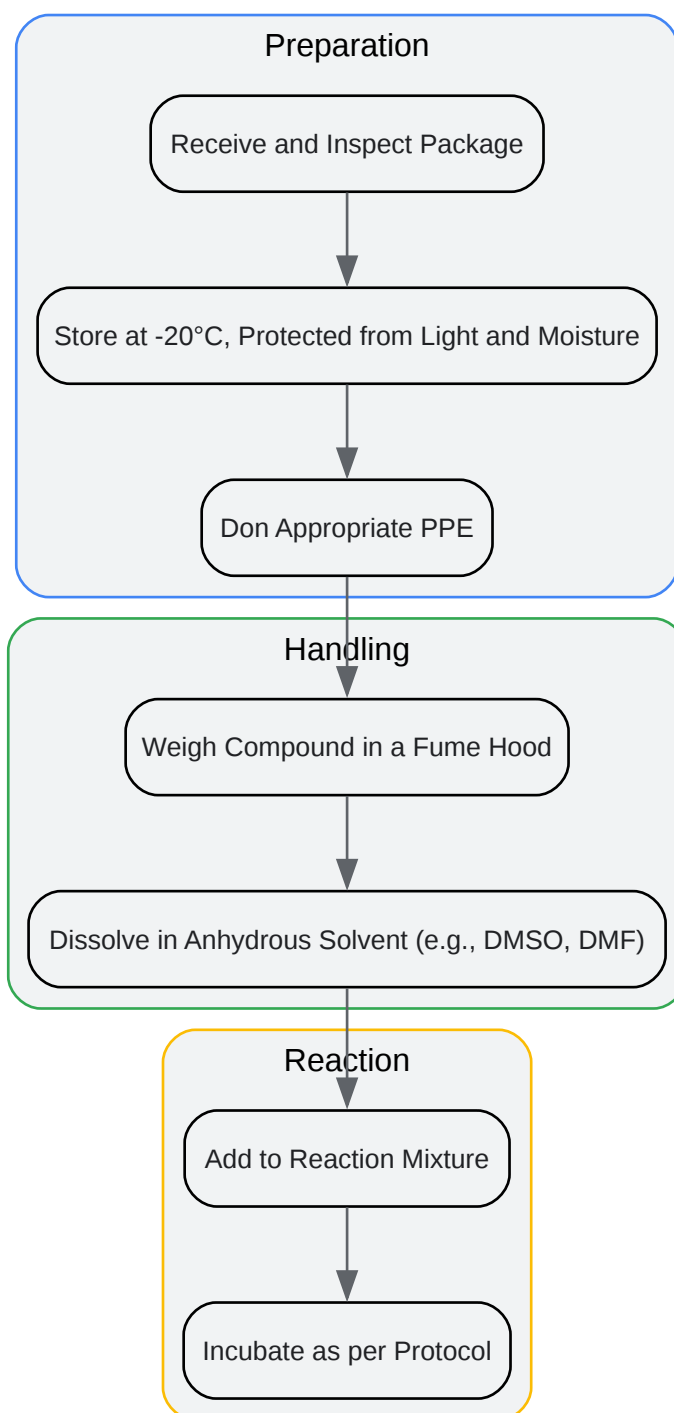 Preparation
Receive and Inspect Package
Store at -20°C, Protected from Light and Moisture
Don Appropriate PPE
Handling
Weigh Compound in a Fume Hood
Dissolve in Anhydrous Solvent (e.g., DMSO, DMF)
Reaction
Add to Reaction Mixture
Incubate as per Protocol